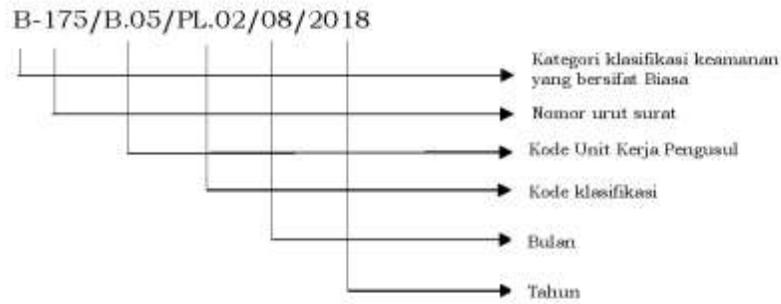 B-175/B.05/PL.02/08/2018
Kategori klasifikasi keamanan
yang bersifat Biasa
Nomor urut surat
Kode Unit Kerja Pengusul
Kode klasifikasi
Bulan
Tahun